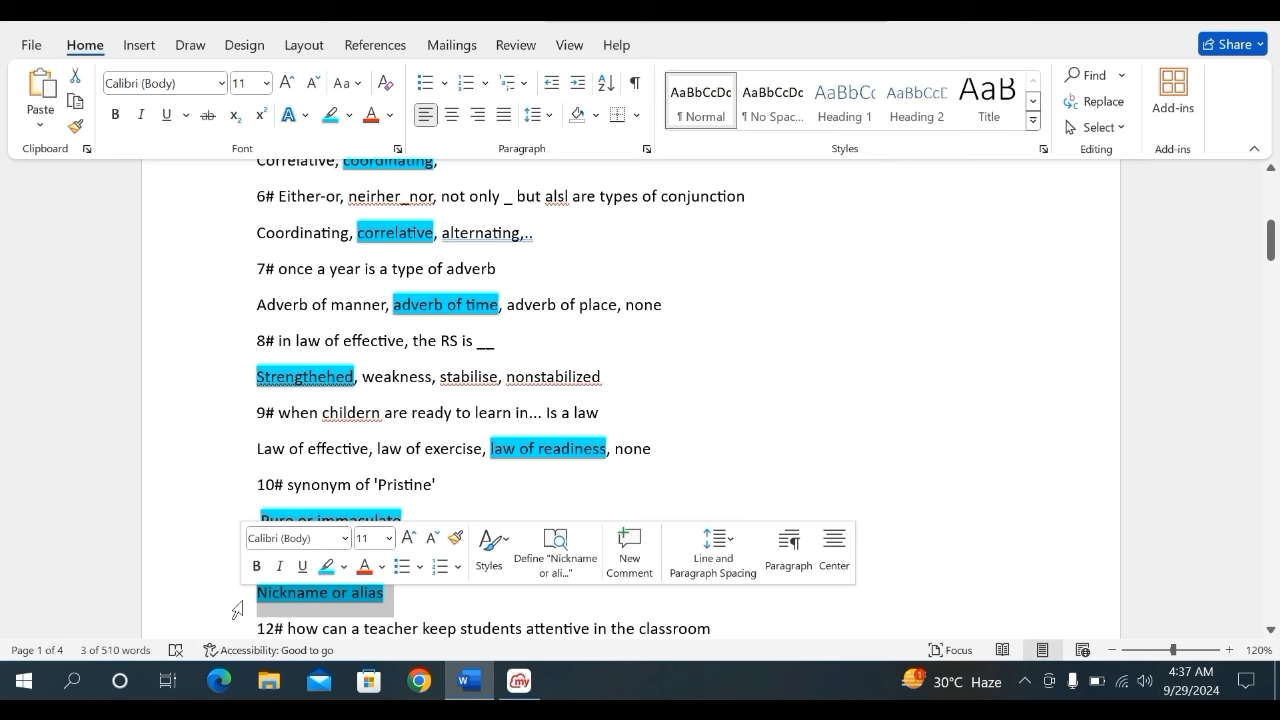 File Home Insert Draw Design Layout References Mailings Review View Help Share
Paste
Clipboard
Calibri (Body) 11
Font
Paragraph
AaBbCcDc AaBbCcDc AaBbCc AaBbCcD AaB
¶ Normal ¶ No Spac... Heading 1 Heading 2 Title
Styles
Find
Replace
Select
Editing
Add-ins
Add-ins
Correlative, coordinating,
6# Either-or, neirher_nor, not only _ but alsl are types of conjunction
Coordinating, correlative, alternating,..
7# once a year is a type of adverb
Adverb of manner, adverb of time, adverb of place, none
8# in law of effective, the RS is __
Strengthehed, weakness, stabilise, nonstabilized
9# when childern are ready to learn in... Is a law
Law of effective, law of exercise, law of readiness, none
10# synonym of 'Pristine'
Pure or immaculate
Calibri (Body) 11
B I U
Styles
Define "Nickname or ali..."
New Comment
Line and Paragraph Spacing
Paragraph
Center
Nickname or alias
12# how can a teacher keep students attentive in the classroom
Page 1 of 4 3 of 510 words Accessibility: Good to go Focus 120%
30°C Haze 4:37 AM
9/29/2024